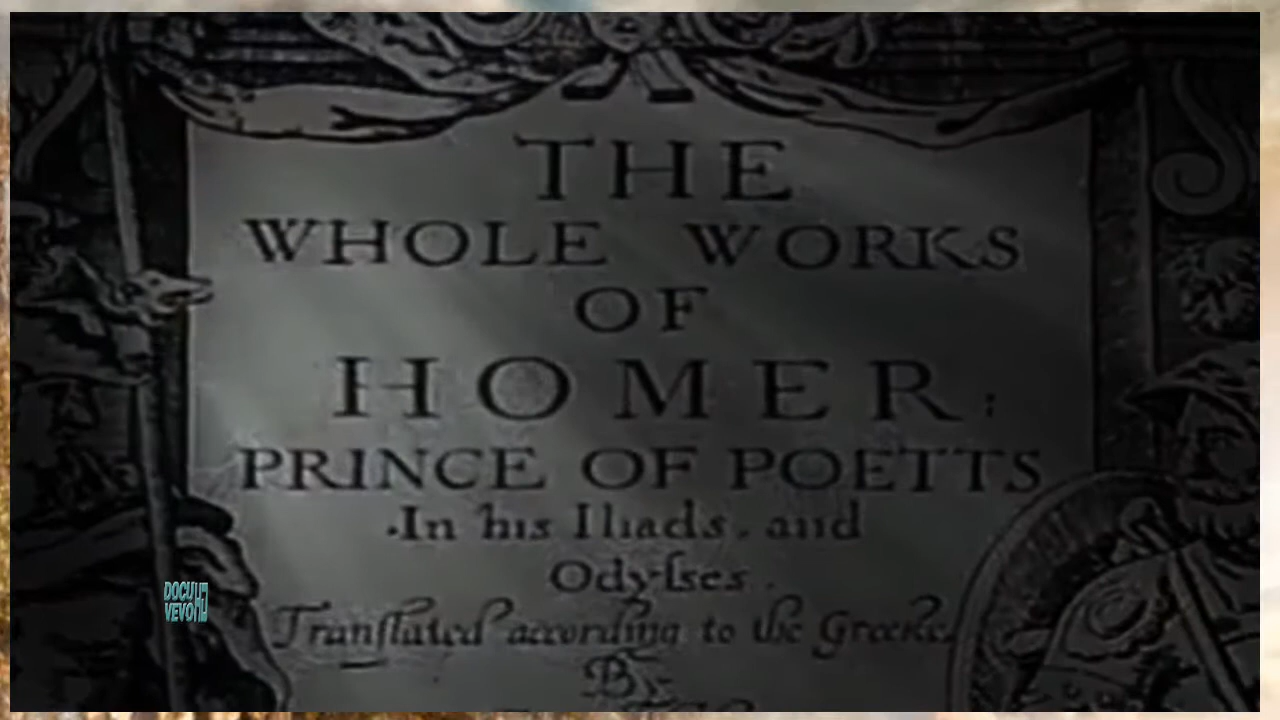 THE
WHOLE WORKS
OF
HOMER:
PRINCE OF POETTS
.In his Iliads. and
Odysses.
Translated according to the Greeke.
By
DOCU HD
VEVO